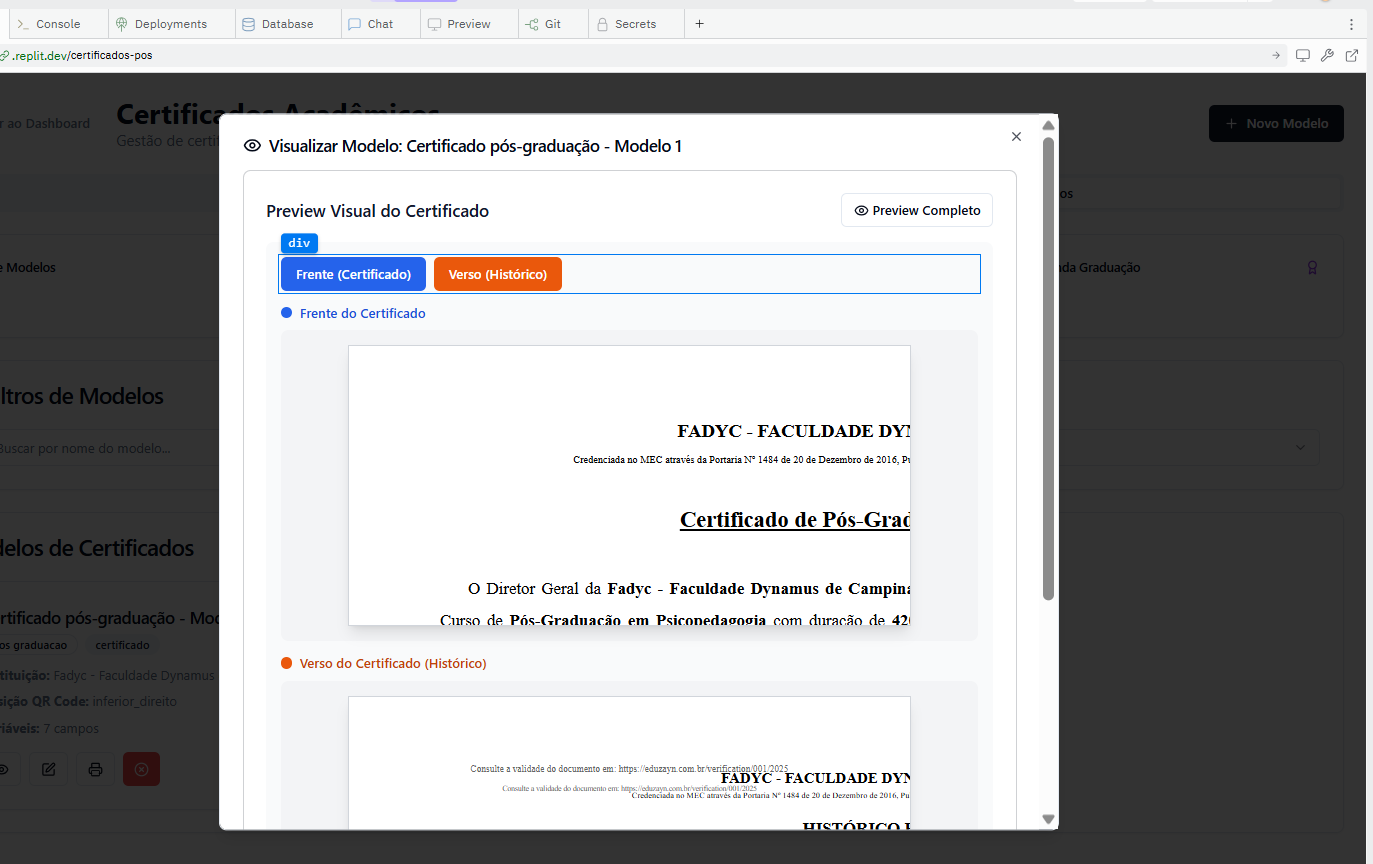 Console
Deployments
Database
Chat
Preview
Git
Secrets
.replit.dev/certificados-pos
r ao Dashboard
Certificados Acadêmicos
Gestão de certif
Novo Modelo
Visualizar Modelo: Certificado pós-graduação - Modelo 1
os
Preview Visual do Certificado
Preview Completo
div
e Modelos
nda Graduação
Frente (Certificado)
Verso (Histórico)
Frente do Certificado
ltros de Modelos
Buscar por nome do modelo...
FADYC - FACULDADE DYN
Credenciada no MEC através da Portaria Nº 1484 de 20 de Dezembro de 2016, Pu
Certificado de Pós-Grad
delos de Certificados
O Diretor Geral da Fadyc - Faculdade Dynamus de Campina
Curso de Pós-Graduação em Psicopedagogia com duração de 420
rtificado pós-graduação - Mod
os graduacao
certificado
tituição: Fadyc - Faculdade Dynamus
sição QR Code: inferior_direito
riáveis: 7 campos
Verso do Certificado (Histórico)
Consulte a validade do documento em: https://eduzayn.com.br/verification/001/2025
FADYC - FACULDADE DYN
Consulte a validade do documento em: https://eduzayn.com.br/verification/001/2025
Credenciada no MEC através da Portaria Nº 1484 de 20 de Dezembro de 2016, Pu
HISTÓRICO